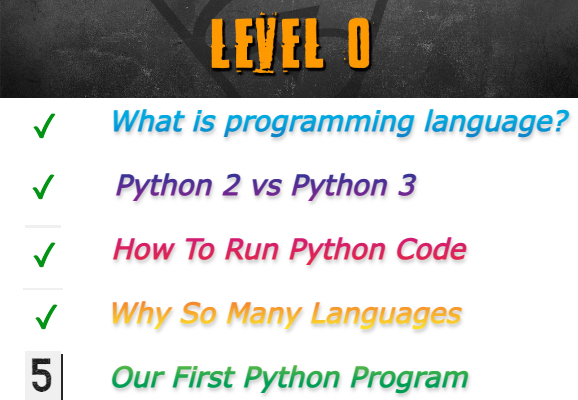 LEVEL 0
✓ What is programming language?
✓ Python 2 vs Python 3
✓ How To Run Python Code
✓ Why So Many Languages
5 Our First Python Program